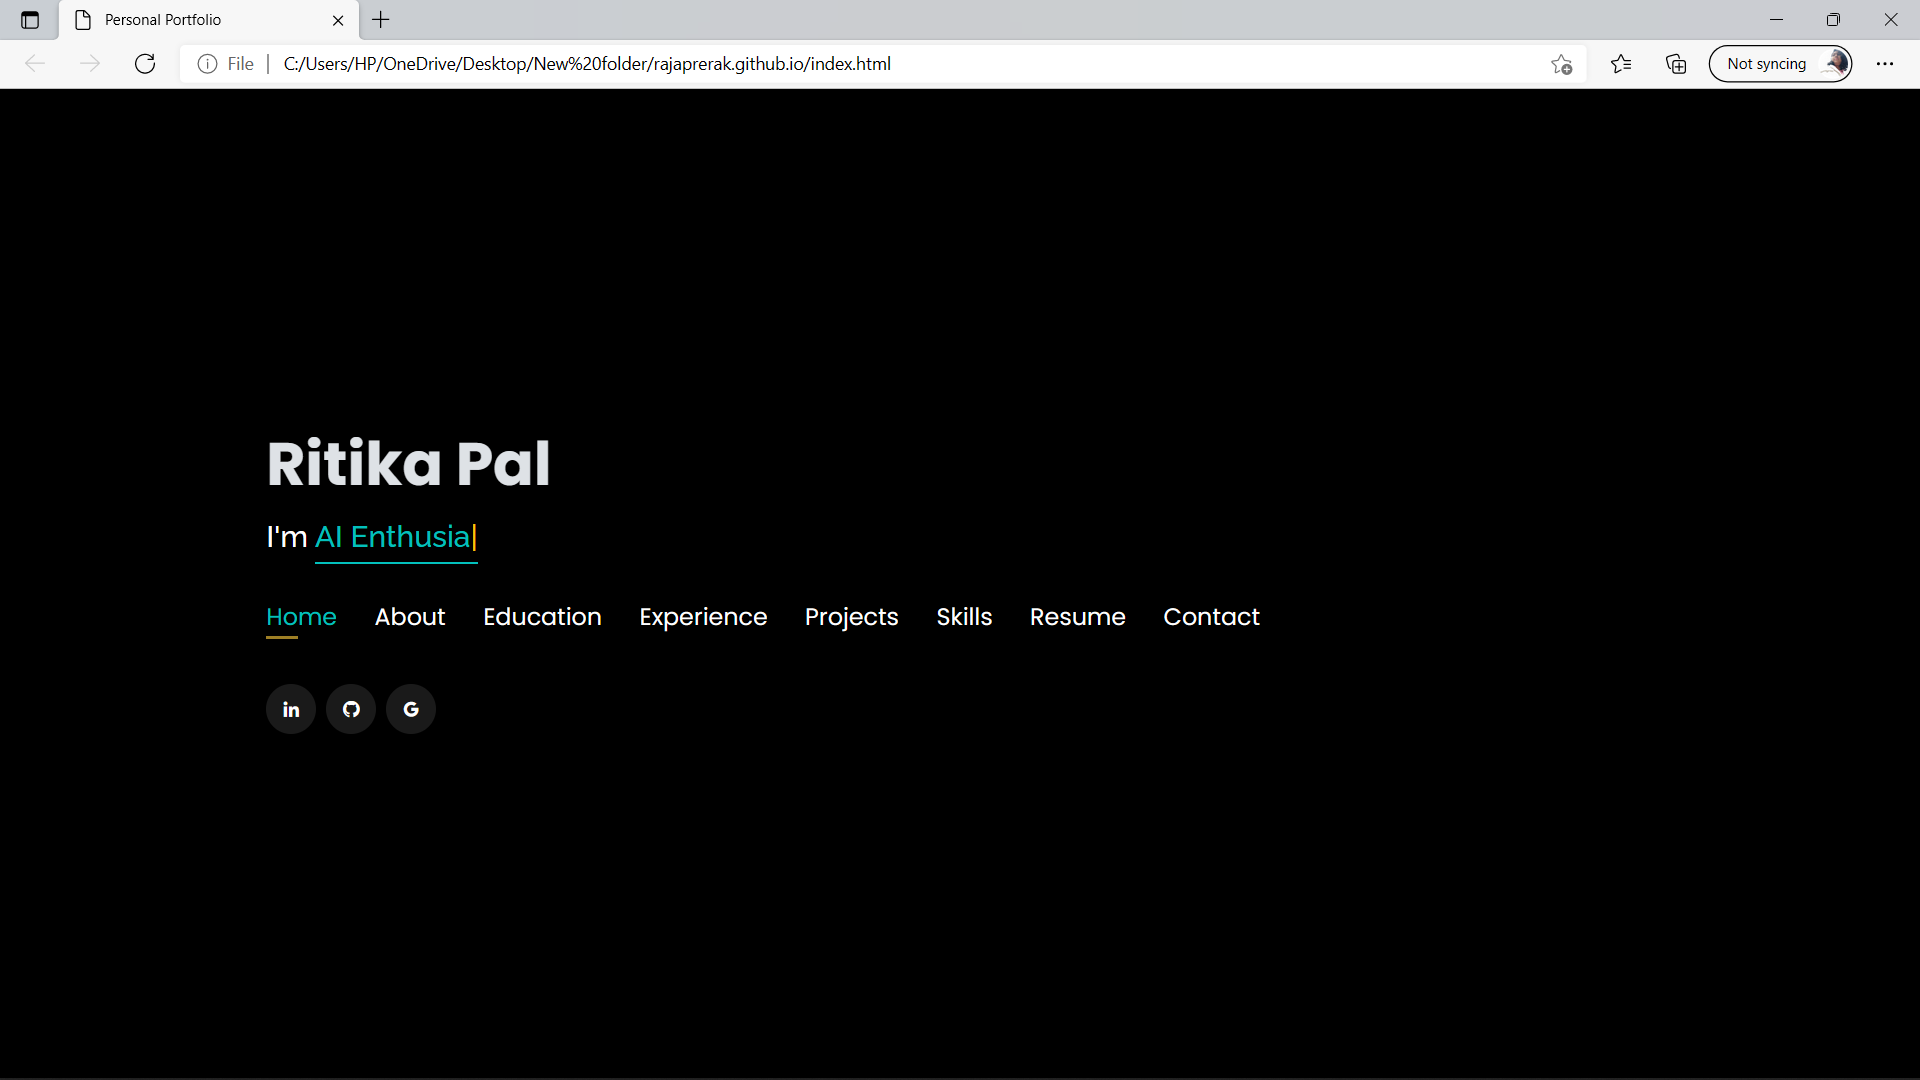 Personal Portfolio
File C:/Users/HP/OneDrive/Desktop/New%20folder/rajaprerak.github.io/index.html Not syncing
Ritika Pal
I'm AI Enthusia|
Home About Education Experience Projects Skills Resume Contact
in G